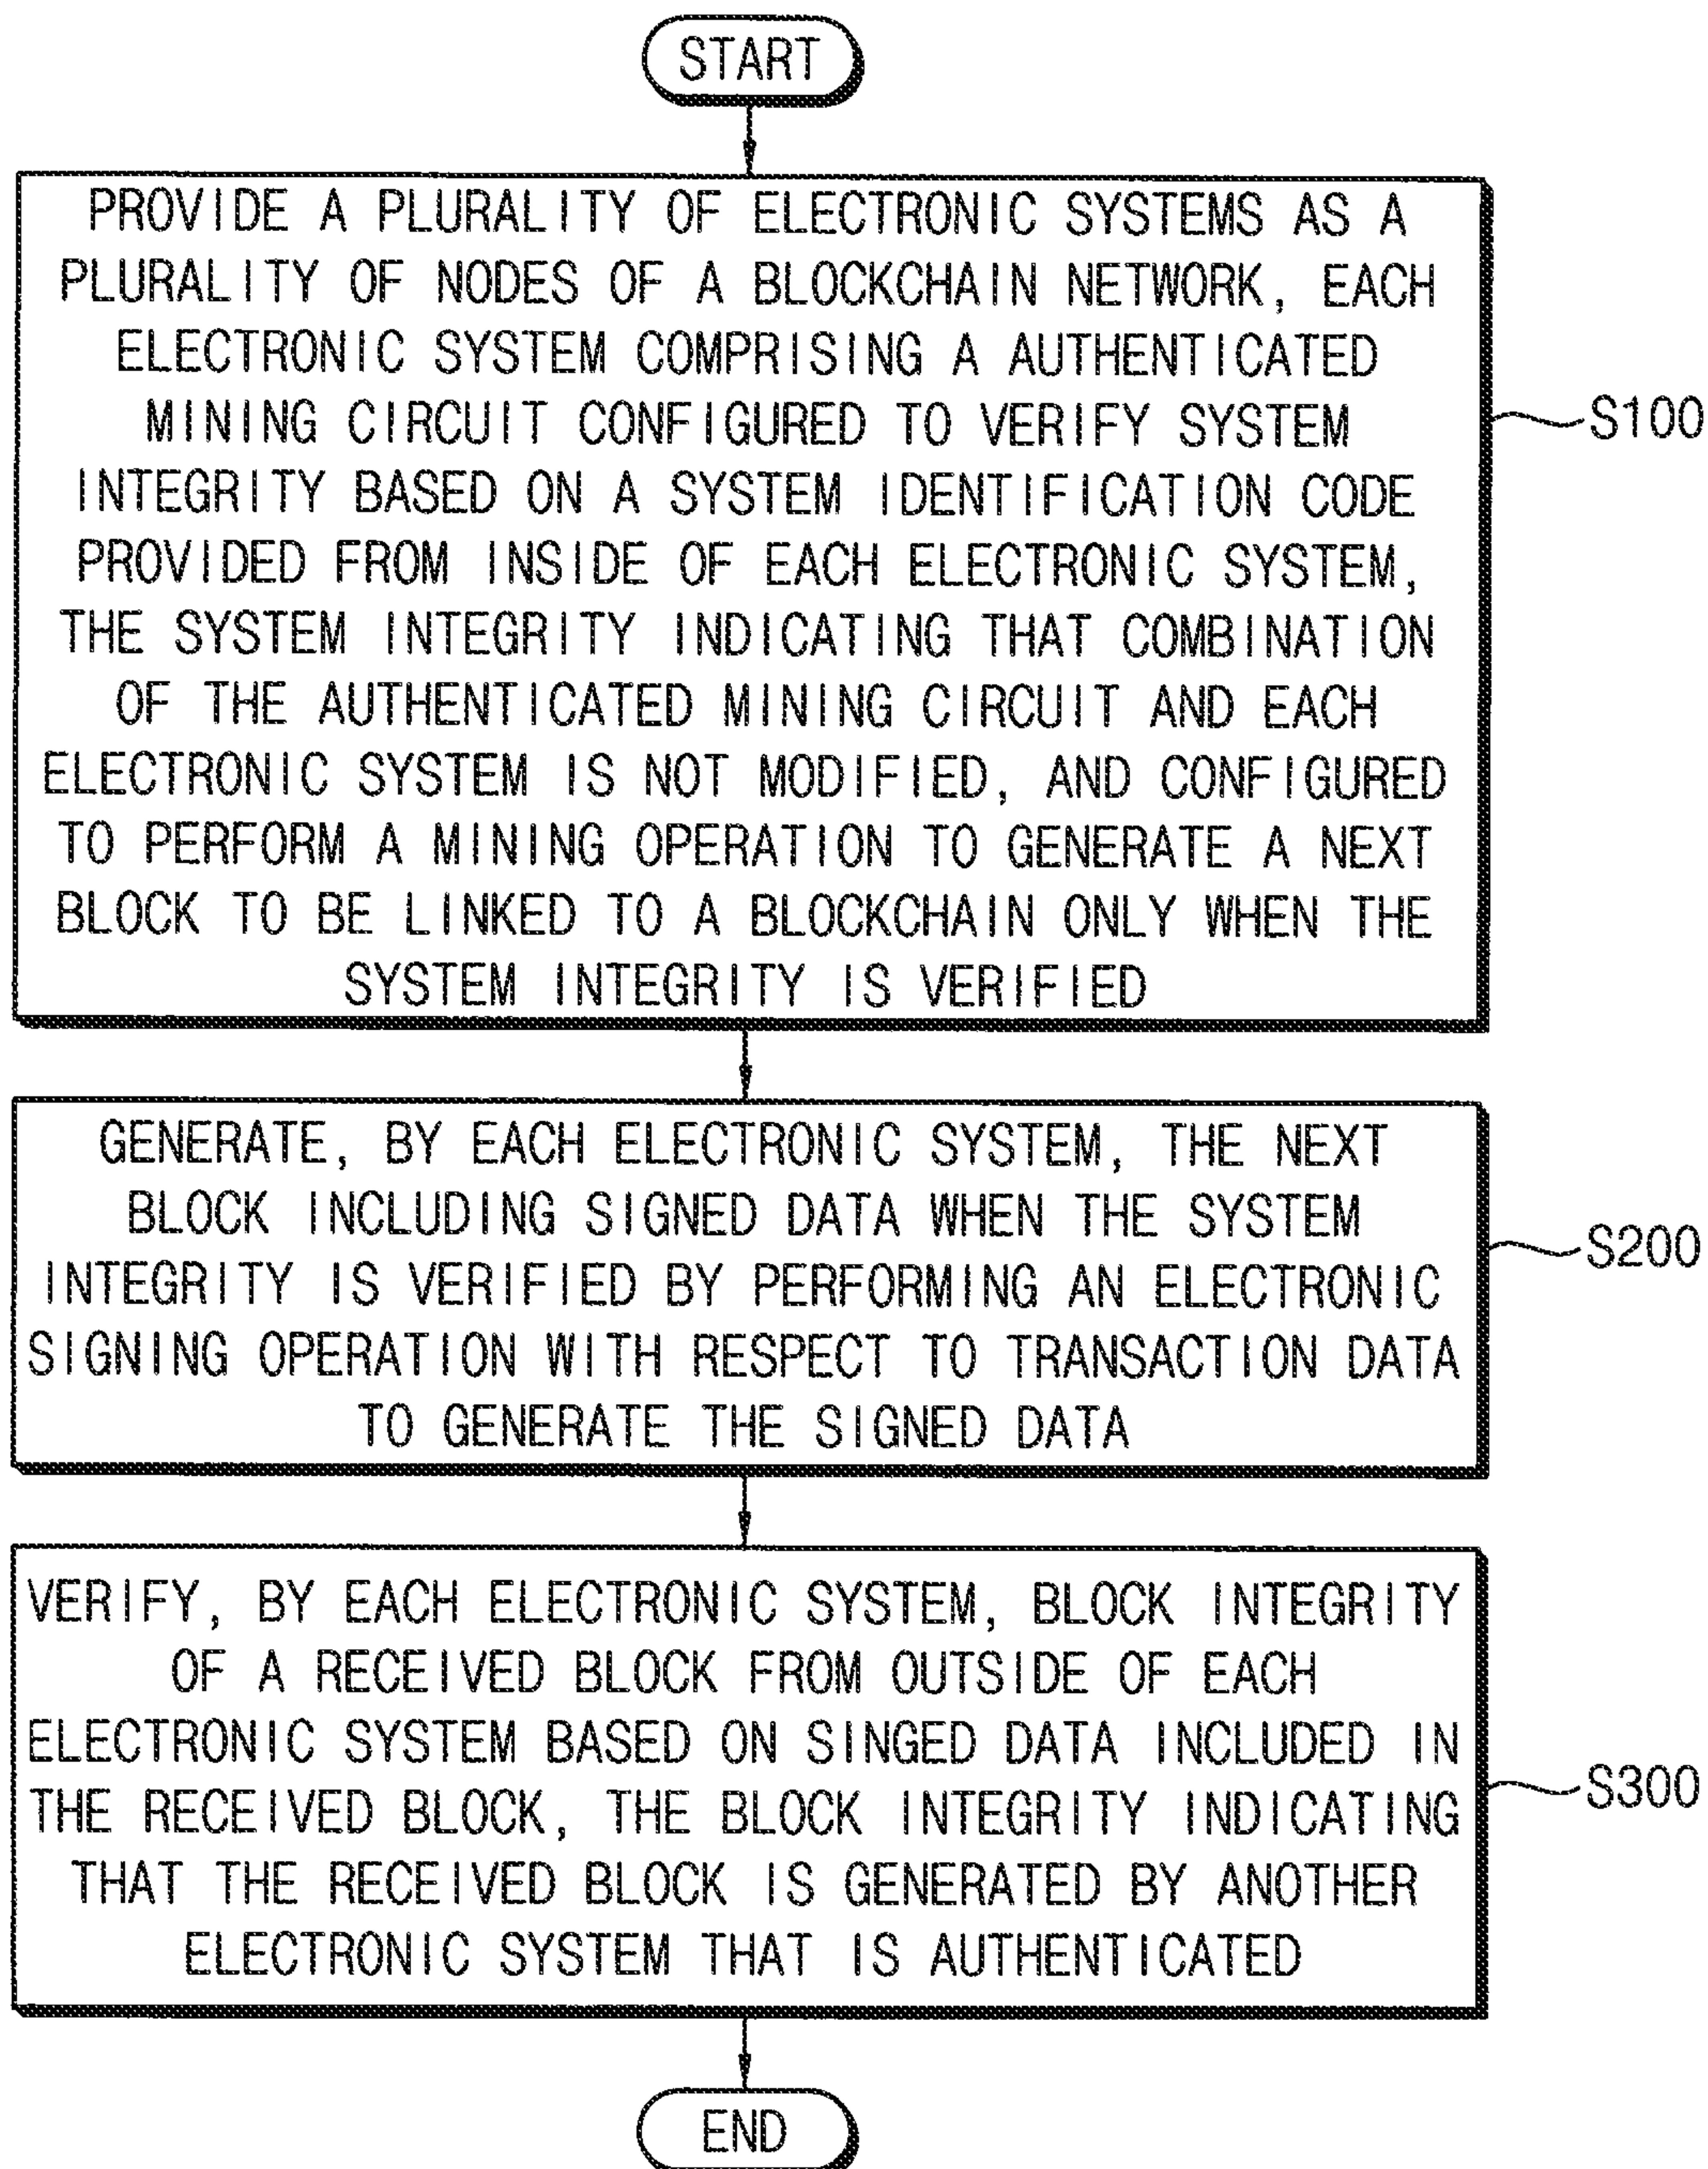 START
PROVIDE A PLURALITY OF ELECTRONIC SYSTEMS AS A
PLURALITY OF NODES OF A BLOCKCHAIN NETWORK, EACH
ELECTRONIC SYSTEM COMPRISING A AUTHENTICATED
MINING CIRCUIT CONFIGURED TO VERIFY SYSTEM
INTEGRITY BASED ON A SYSTEM IDENTIFICATION CODE
PROVIDED FROM INSIDE OF EACH ELECTRONIC SYSTEM,
THE SYSTEM INTEGRITY INDICATING THAT COMBINATION
OF THE AUTHENTICATED MINING CIRCUIT AND EACH
ELECTRONIC SYSTEM IS NOT MODIFIED, AND CONFIGURED
TO PERFORM A MINING OPERATION TO GENERATE A NEXT
BLOCK TO BE LINKED TO A BLOCKCHAIN ONLY WHEN THE
SYSTEM INTEGRITY IS VERIFIED
S100
GENERATE, BY EACH ELECTRONIC SYSTEM, THE NEXT
BLOCK INCLUDING SIGNED DATA WHEN THE SYSTEM
INTEGRITY IS VERIFIED BY PERFORMING AN ELECTRONIC
SIGNING OPERATION WITH RESPECT TO TRANSACTION DATA
TO GENERATE THE SIGNED DATA
S200
VERIFY, BY EACH ELECTRONIC SYSTEM, BLOCK INTEGRITY
OF A RECEIVED BLOCK FROM OUTSIDE OF EACH
ELECTRONIC SYSTEM BASED ON SINGED DATA INCLUDED IN
THE RECEIVED BLOCK, THE BLOCK INTEGRITY INDICATING
THAT THE RECEIVED BLOCK IS GENERATED BY ANOTHER
ELECTRONIC SYSTEM THAT IS AUTHENTICATED
S300
END